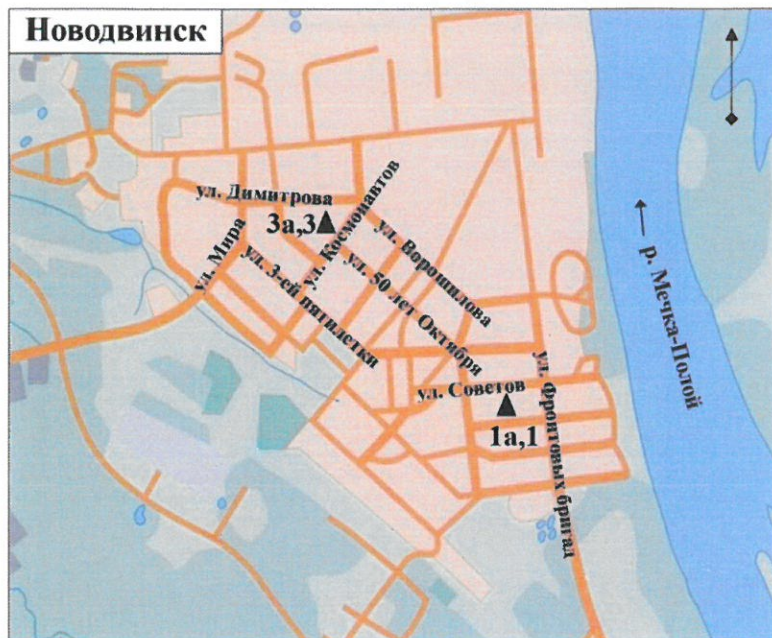 Новодвинск
ул. Димитрова
3а,3
ул. Космонавтов
ул. Мира
ул. Ворошилова
ул. 3-ей пятилетки
ул. 50 лет Октября
р. Мечка-Полой
ул. Советов
1а,1
ул. Фронтовых бригад